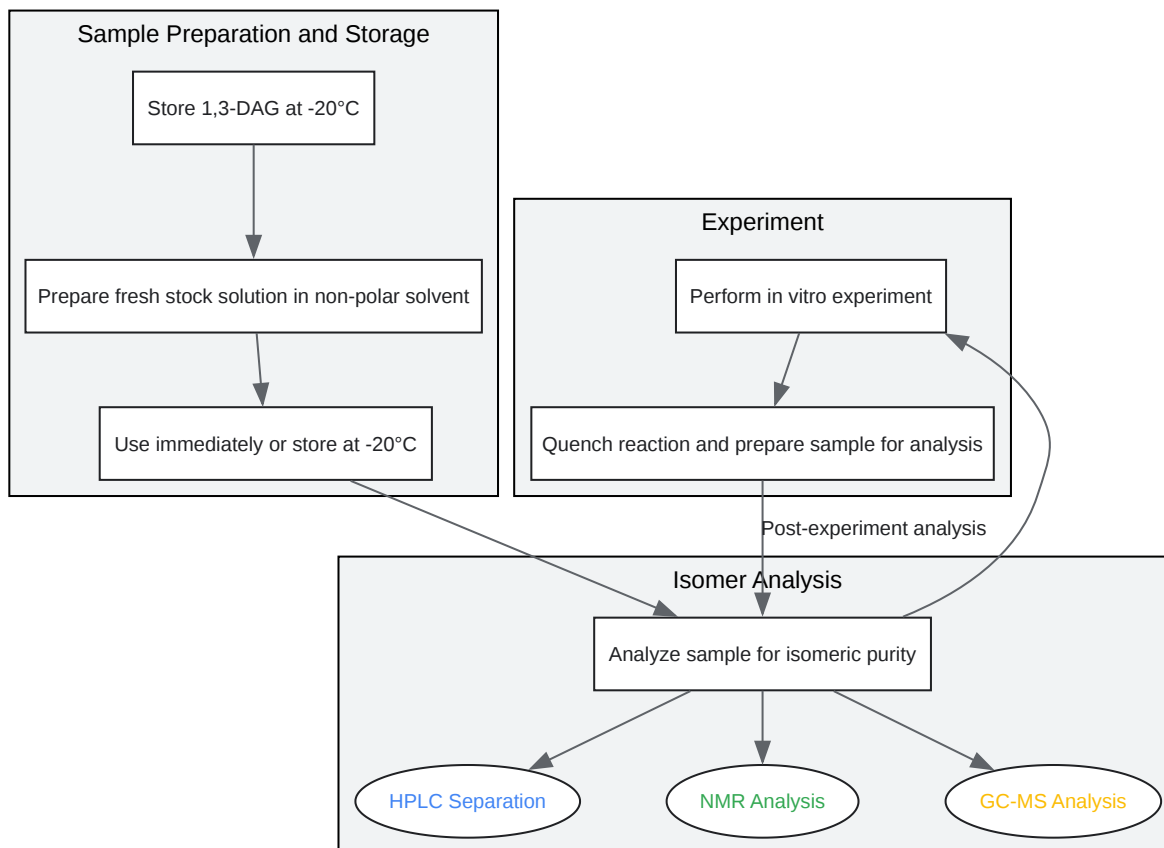 Sample Preparation and Storage
Store 1,3-DAG at -20°C
Prepare fresh stock solution in non-polar solvent
Use immediately or store at -20°C
Experiment
Perform in vitro experiment
Quench reaction and prepare sample for analysis
Post-experiment analysis
Isomer Analysis
Analyze sample for isomeric purity
HPLC Separation
NMR Analysis
GC-MS Analysis